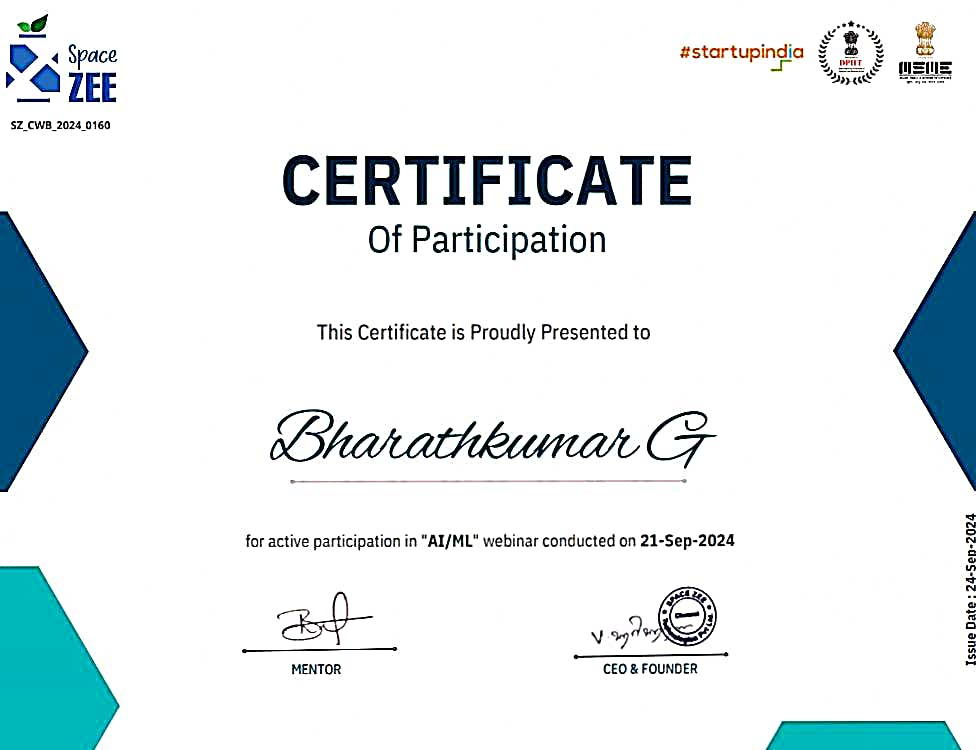 Space
ZEE
SZ_CWB_2024_0160
#startupindia
DPIIT
MSME
CERTIFICATE
Of Participation
This Certificate is Proudly Presented to
Bharathkumar G
for active participation in "AI/ML" webinar conducted on 21-Sep-2024
SPACE ZEE
MENTOR
CEO & FOUNDER
Issue Date : 24-Sep-2024